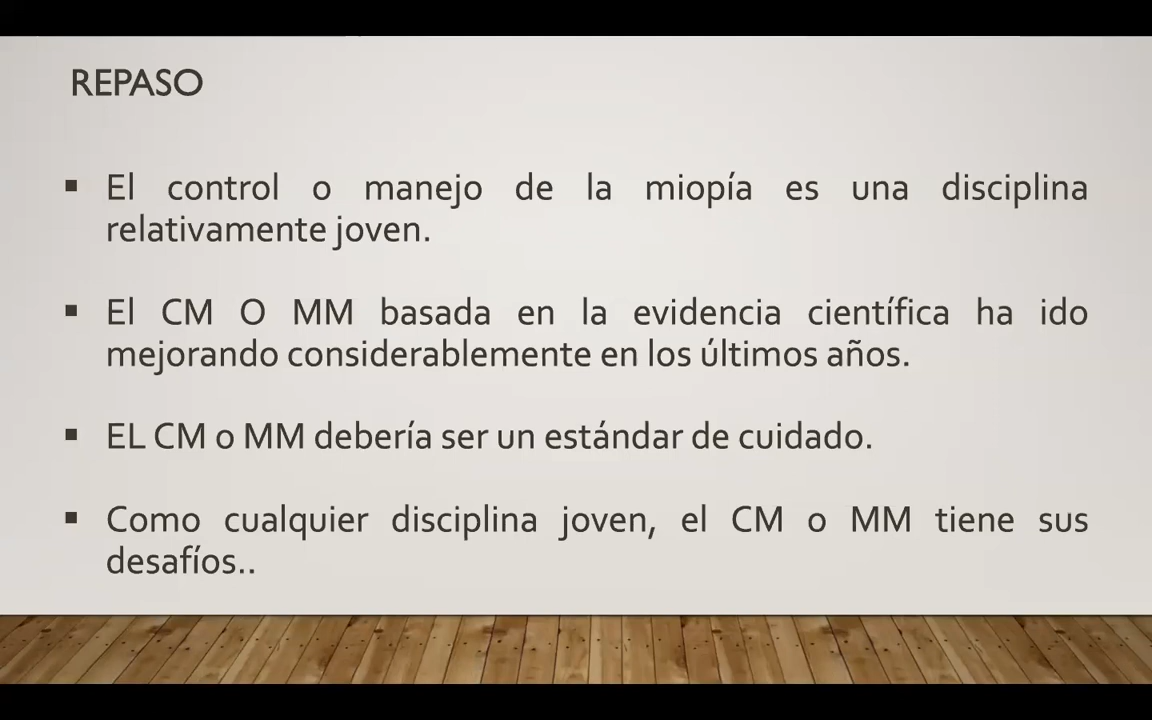 REPASO
▪ El control o manejo de la miopía es una disciplina
relativamente joven.
▪ El CM O MM basada en la evidencia científica ha ido
mejorando considerablemente en los últimos años.
▪ EL CM o MM debería ser un estándar de cuidado.
▪ Como cualquier disciplina joven, el CM o MM tiene sus
desafíos..